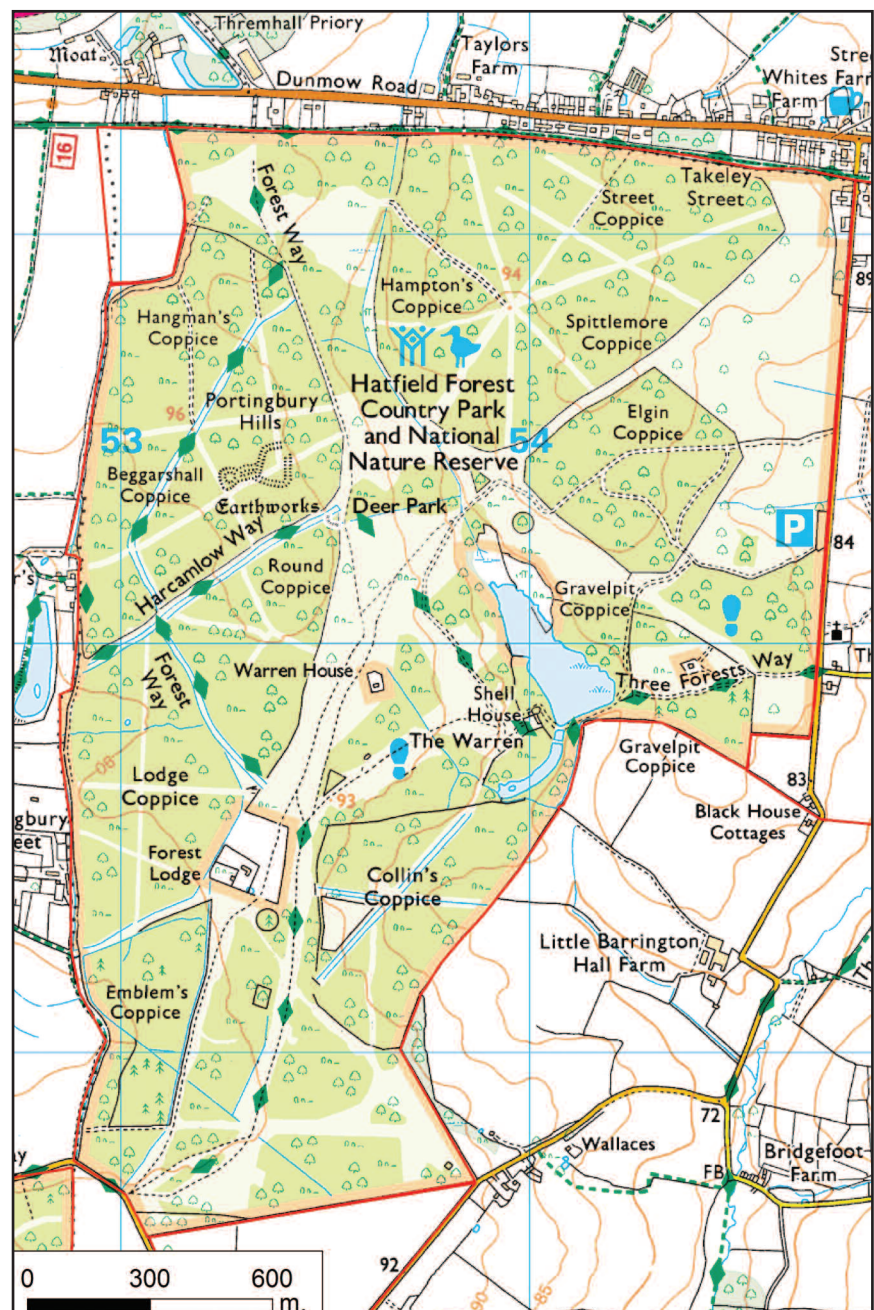 Thremhall Priory
Moat
Taylors
Farm
Dunmow Road
Whites Farm
Farm
16
Forest Way
Takeley
Street
Street
Coppice
94
Hampton's
Coppice
89
Hangman's
Coppice
Spittlemore
Coppice
Hatfield Forest
Country Park
and National
Nature Reserve
Portingbury
Hills
96
Elgin
Coppice
53
54
Beggarshall
Coppice
Earthworks
Deer Park
P
84
Harcamlow Way
Round
Coppice
Gravelpit
Coppice
Forest
Way
Warren House
Three Forests Way
Shell
House
The Warren
Gravelpit
Coppice
80
Lodge
Coppice
93
83
Black House
Cottages
Forest
Lodge
Collin's
Coppice
Little Barrington
Hall Farm
Emblem's
Coppice
72
Wallaces
FB
Bridgefoot
Farm
92
90
85
0 300 600
m.